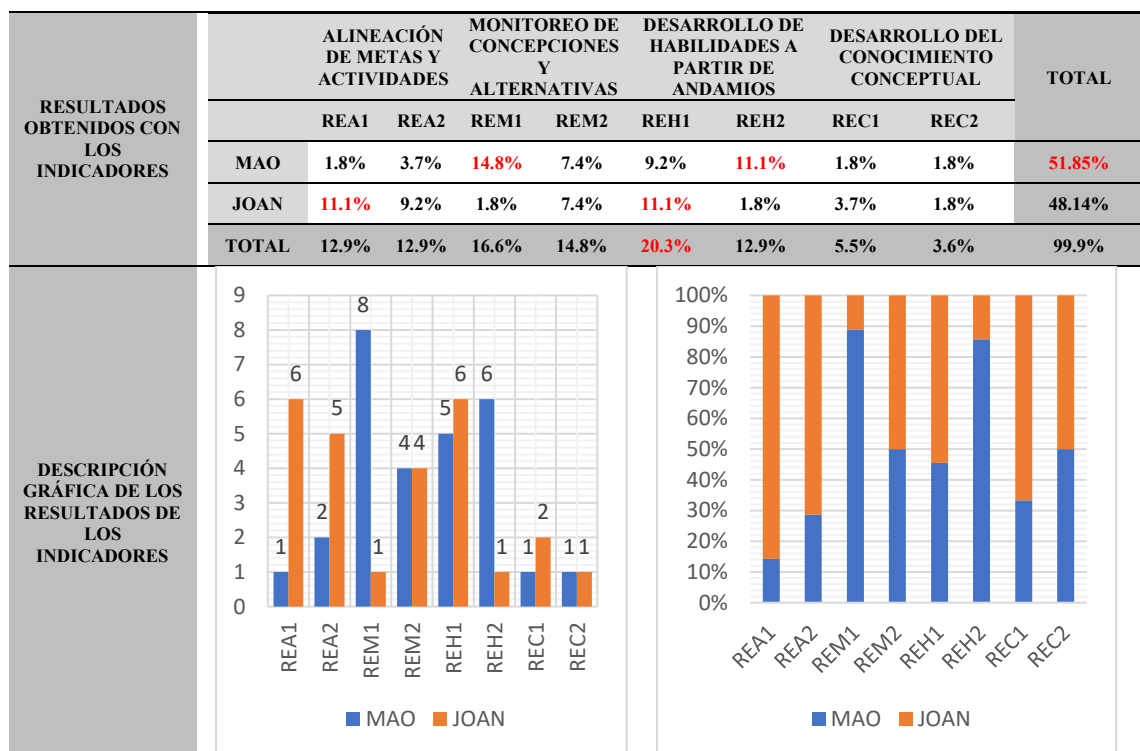 RESULTADOS
OBTENIDOS CON
LOS
INDICADORES
ALINEACIÓN
DE METAS Y
ACTIVIDADES
MONITOREO DE
CONCEPCIONES
Y
ALTERNATIVAS
DESARROLLO DE
HABILIDADES A
PARTIR DE
ANDAMIOS
DESARROLLO DEL
CONOCIMIENTO
CONCEPTUAL
TOTAL
REA1 REA2 REM1 REM2 REH1 REH2 REC1 REC2
MAO 1.8% 3.7% 14.8% 7.4% 9.2% 11.1% 1.8% 1.8% 51.85%
JOAN 11.1% 9.2% 1.8% 7.4% 11.1% 1.8% 3.7% 1.8% 48.14%
TOTAL 12.9% 12.9% 16.6% 14.8% 20.3% 12.9% 5.5% 3.6% 99.9%
DESCRIPCIÓN
GRÁFICA DE LOS
RESULTADOS DE
LOS
INDICADORES
9
8
7
6
5
4
3
2
1
0
1 6 2 5 8 1 4 4 5 6 6 1 1 2 1 1
REA1 REA2 REM1 REM2 REH1 REH2 REC1 REC2
MAO JOAN
100%
90%
80%
70%
60%
50%
40%
30%
20%
10%
0%
REA1 REA2 REM1 REM2 REH1 REH2 REC1 REC2
MAO JOAN